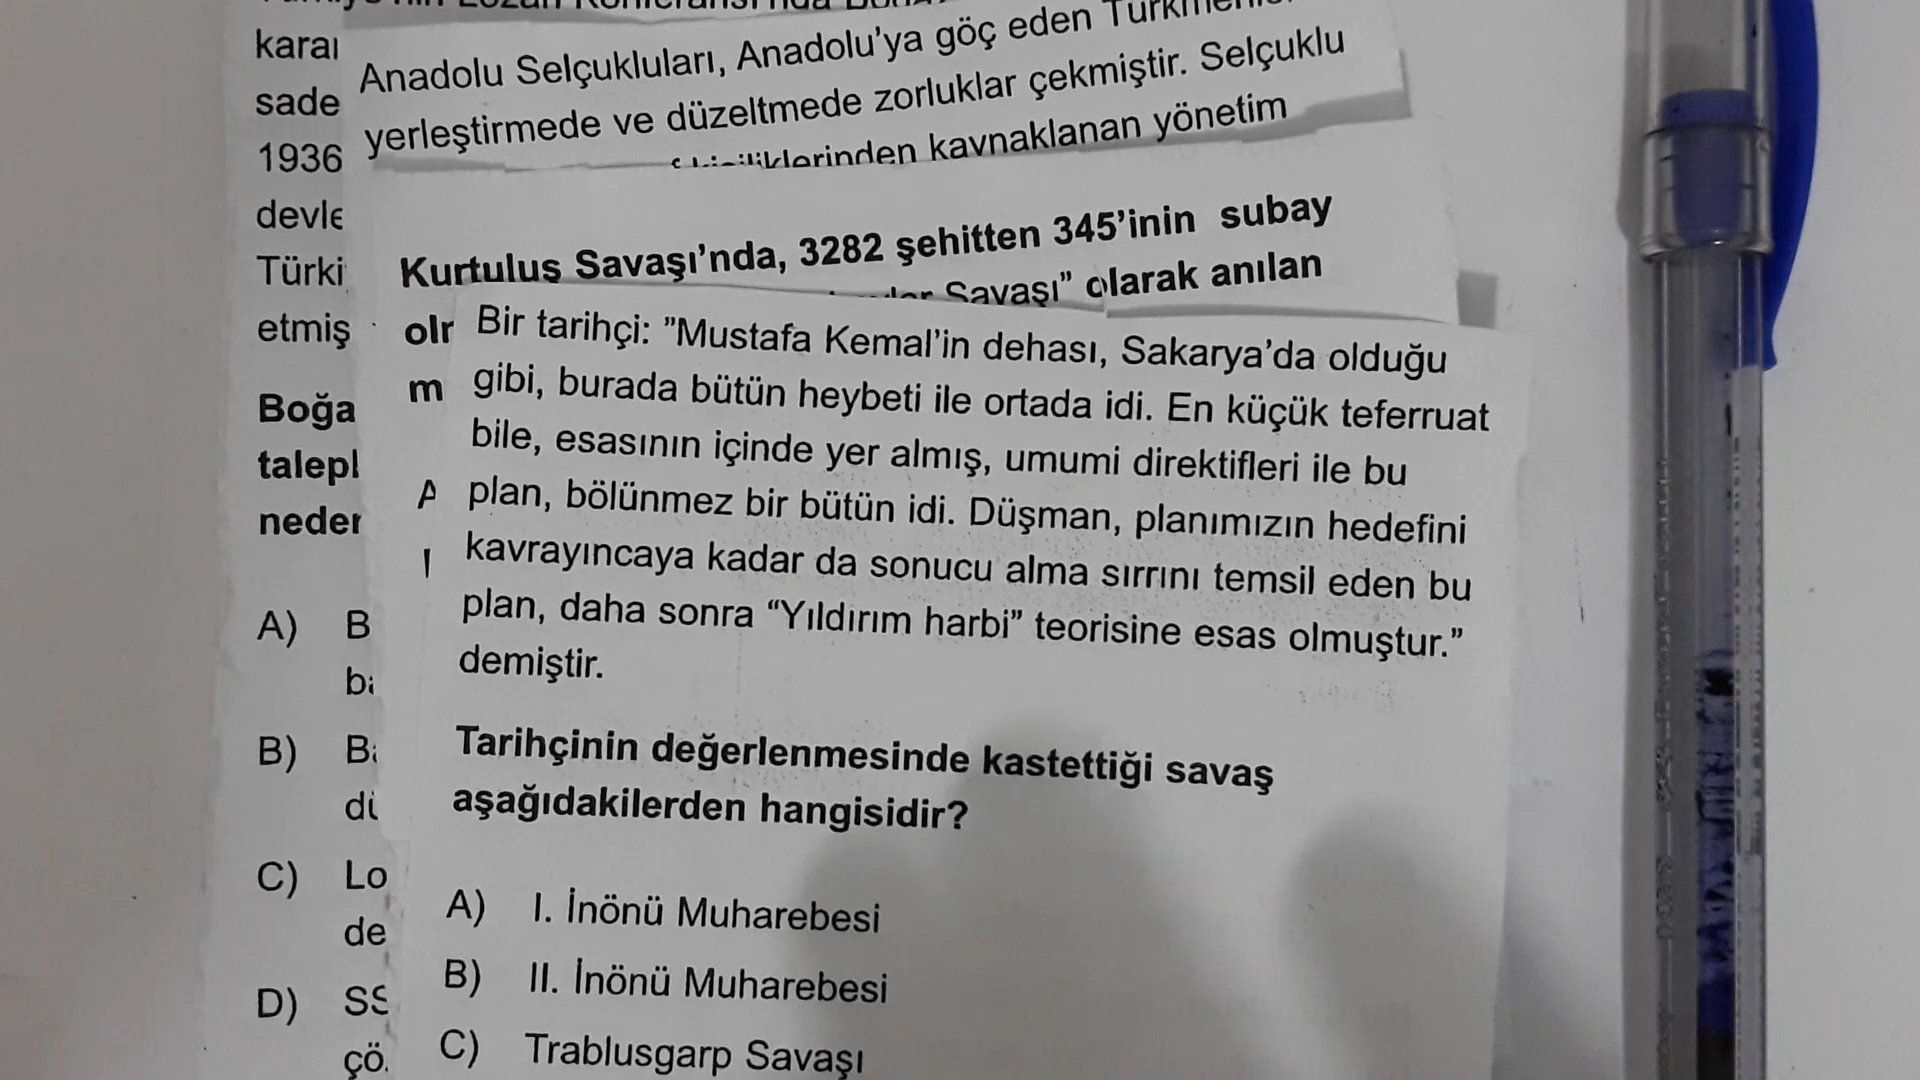 karar
sade
1936
devle
Türki
etmiş
Boğa
talepl
neder
A) B
B)
C) Lo
de
D) SS
çö.
Anadolu Selçukluları, Anadolu'ya göç eden
yerleştirmede ve düzeltmede zorluklar çekmiştir. Selçuklu
kaynaklanan yönetim
Kurtuluş Savaşı'nda, 3282 şehitten 345'inin subay
Savaşı” olarak anılan
olr
m
Bir tarihçi: ”Mustafa Kemal'in dehası, Sakarya'da olduğu
gibi, burada bütün heybeti ile ortada idi. En küçük teferruat
bile, esasının içinde yer almış, umumi direktifleri ile bu
plan, bölünmez bir bütün idi. Düşman, planımızın hedefini
kavrayıncaya kadar da sonucu alma sırrını temsil eden bu
plan, daha sonra “Yıldırım harbi” teorisine esas olmuştur.”
demiştir.
Tarihçinin değerlenmesinde kastettiği savaş
aşağıdakilerden hangisidir?
A) I. İnönü Muharebesi
B) II. İnönü Muharebesi
C) Trablusgarp Savaşı